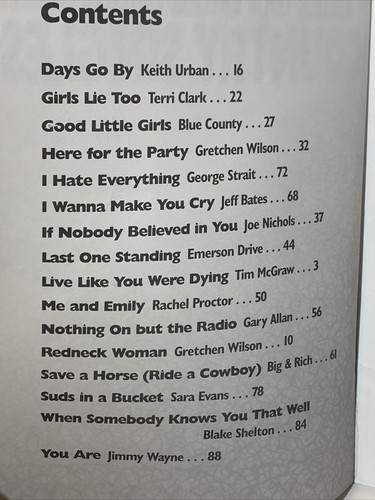 Contents
Days Go By Keith Urban . . . 16
Girls Lie Too Terri Clark . . . 22
Good Little Girls Blue County . . . 27
Here for the Party Gretchen Wilson . . . 32
I Hate Everything George Strait . . . 72
I Wanna Make You Cry Jeff Bates . . . 68
If Nobody Believed in You Joe Nichols . . . 37
Last One Standing Emerson Drive . . . 44
Live Like You Were Dying Tim McGraw . . . 3
Me and Emily Rachel Proctor . . . 50
Nothing On but the Radio Gary Allan . . . 56
Redneck Woman Gretchen Wilson . . . 10
Save a Horse (Ride a Cowboy) Big & Rich . . . 61
Suds in a Bucket Sara Evans . . . 78
When Somebody Knows You That Well
Blake Shelton . . . 84
You Are Jimmy Wayne . . . 88